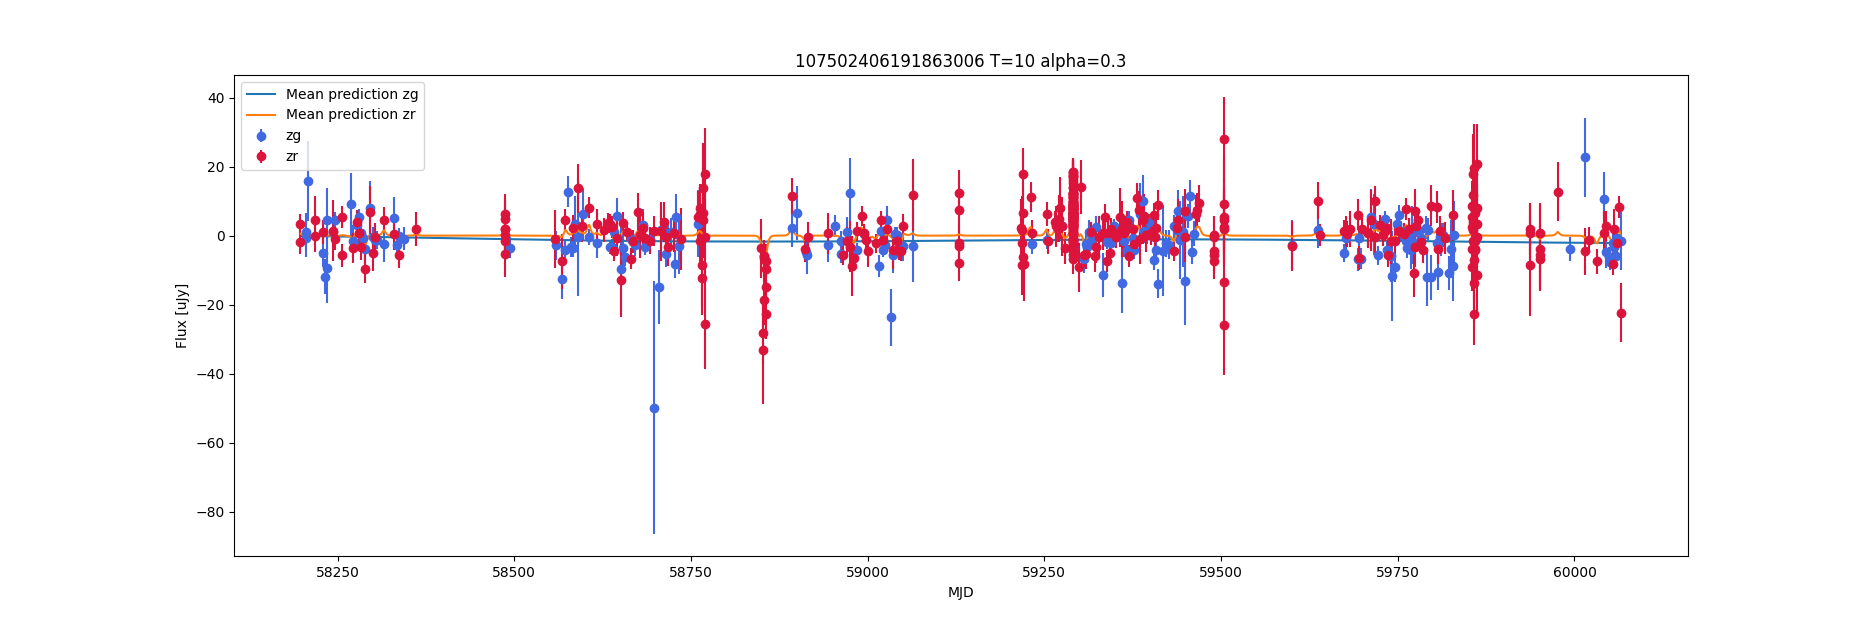 107502406191863006 T=10 alpha=0.3
Mean prediction zg
Mean prediction zr
zg
zr
40
20
0
−20
−40
−60
−80
Flux [uJy]
58250
58500
58750
59000
59250
59500
59750
60000
MJD